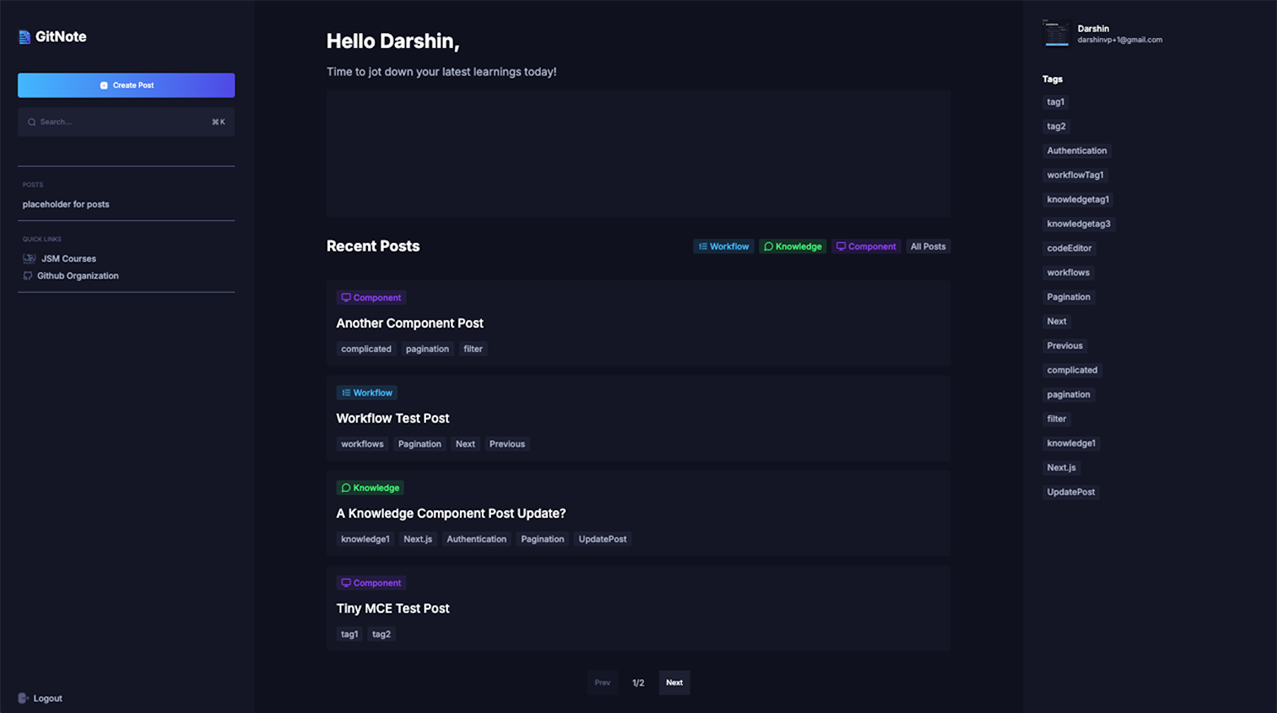 GitNote
Create Post
Search...
⌘K
POSTS
placeholder for posts
QUICK LINKS
JSM Courses
Github Organization
Logout
Hello Darshin,
Time to jot down your latest learnings today!
Recent Posts
Workflow
Knowledge
Component
All Posts
Component
Another Component Post
complicated pagination filter
Workflow
Workflow Test Post
workflows Pagination Next Previous
Knowledge
A Knowledge Component Post Update?
knowledge1 Next.js Authentication Pagination UpdatePost
Component
Tiny MCE Test Post
tag1 tag2
Prev 1/2 Next
Darshin
darshinvp+1@gmail.com
Tags
tag1
tag2
Authentication
workflowTag1
knowledgetag1
knowledgetag3
codeEditor
workflows
Pagination
Next
Previous
complicated
pagination
filter
knowledge1
Next.js
UpdatePost